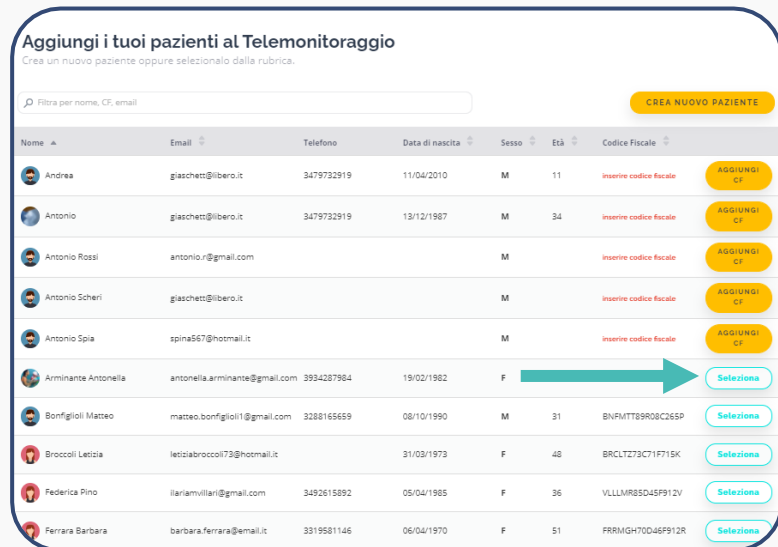 Aggiungi i tuoi pazienti al Telemonitoraggio
Crea un nuovo paziente oppure selezionalo dalla rubrica.
Filtra per nome, CF, email
CREA NUOVO PAZIENTE
Nome Email Telefono Data di nascita Sesso Età Codice Fiscale
Andrea giaschett@libero.it 3479732919 11/04/2010 M 11 inserire codice fiscale AGGIUNGI CF
Antonio giaschett@libero.it 3479732919 13/12/1987 M 34 inserire codice fiscale AGGIUNGI CF
Antonio Rossi antonio.r@gmail.com M inserire codice fiscale AGGIUNGI CF
Antonio Scheri giaschett@libero.it M inserire codice fiscale AGGIUNGI CF
Antonio Spia spina567@hotmail.it M inserire codice fiscale AGGIUNGI CF
Arminante Antonella antonella.arminante@gmail.com 3934287984 19/02/1982 F Seleziona
Bonfiglioli Matteo matteo.bonfiglioli1@gmail.com 3288165659 08/10/1990 M 31 BNFMTT89R08C265P Seleziona
Broccoli Letizia letiziabroccoli73@hotmail.it 31/03/1973 F 48 BRCLTZ73C71F715K Seleziona
Federica Pino ilariamvillari@gmail.com 3492615892 05/04/1985 F 36 VLLLMR85D45F912V Seleziona
Ferrara Barbara barbara.ferrara@email.it 3319581146 06/04/1970 F 51 FRRMGH70D46F912R Seleziona